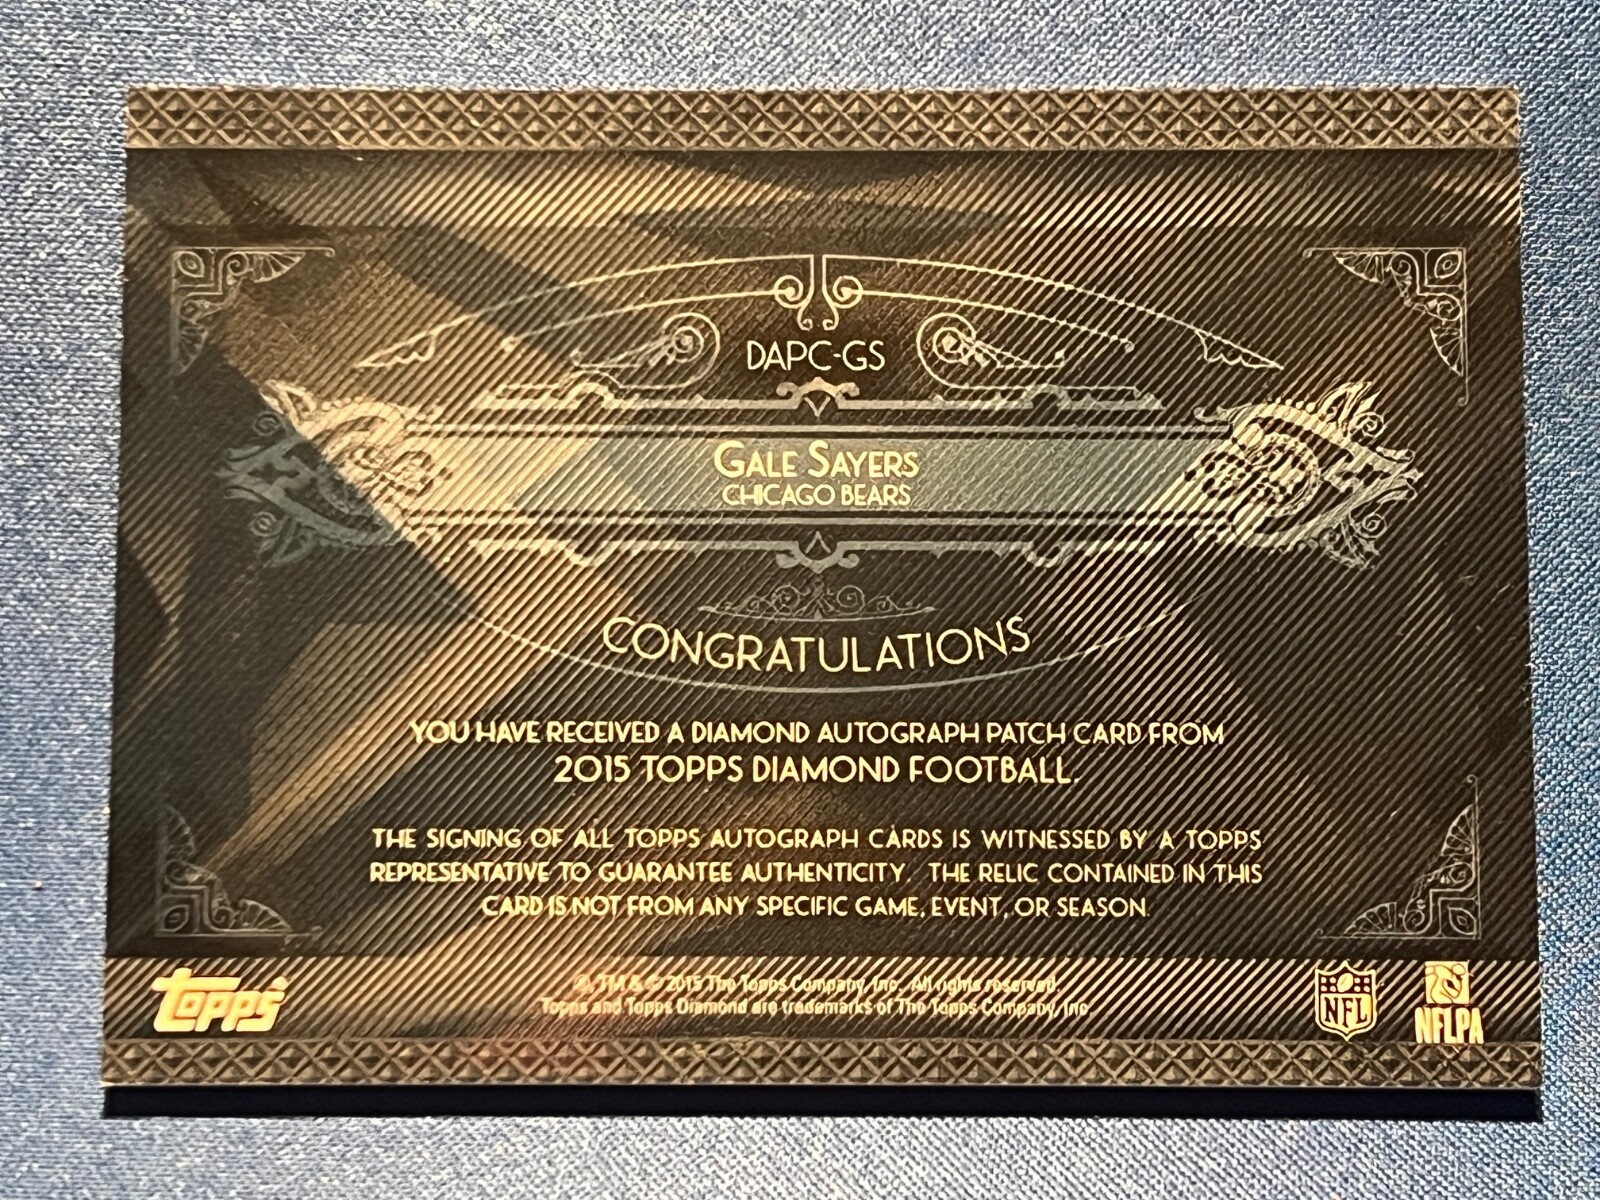 DAPC-GS
GALE SAYERS
CHICAGO BEARS
CONGRATULATIONS
YOU HAVE RECEIVED A DIAMOND AUTOGRAPH PATCH CARD FROM
2015 TOPPS DIAMOND FOOTBALL.
THE SIGNING OF ALL TOPPS AUTOGRAPH CARDS IS WITNESSED BY A TOPPS
REPRESENTATIVE TO GUARANTEE AUTHENTICITY. THE RELIC CONTAINED IN THIS
CARD IS NOT FROM ANY SPECIFIC GAME, EVENT, OR SEASON.
topps
®, TM & © 2015 The Topps Company, Inc. All rights reserved.
Topps and Topps Diamond are trademarks of The Topps Company, Inc.
NFL
NFLPA